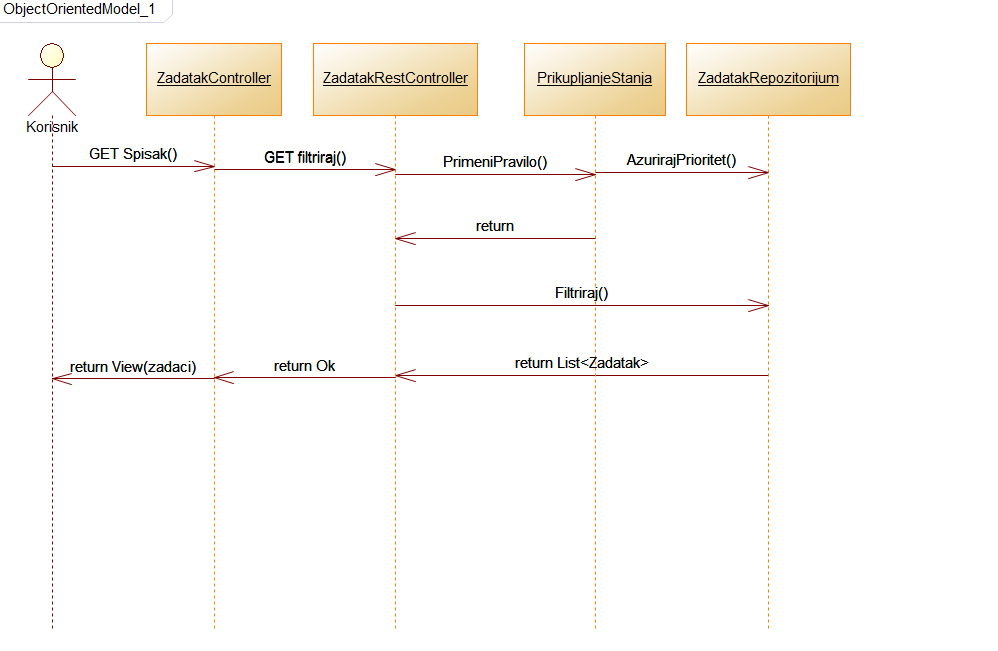 ObjectOrientedModel_1
ZadatakController
ZadatakRestController
PrikupljanjeStanja
ZadatakRepozitorijum
Korisnik
GET Spisak()
GET filtriraj()
PrimeniPravilo()
AzurirajPrioritet()
return
Filtriraj()
return View(zadaci)
return Ok
return List<Zadatak>